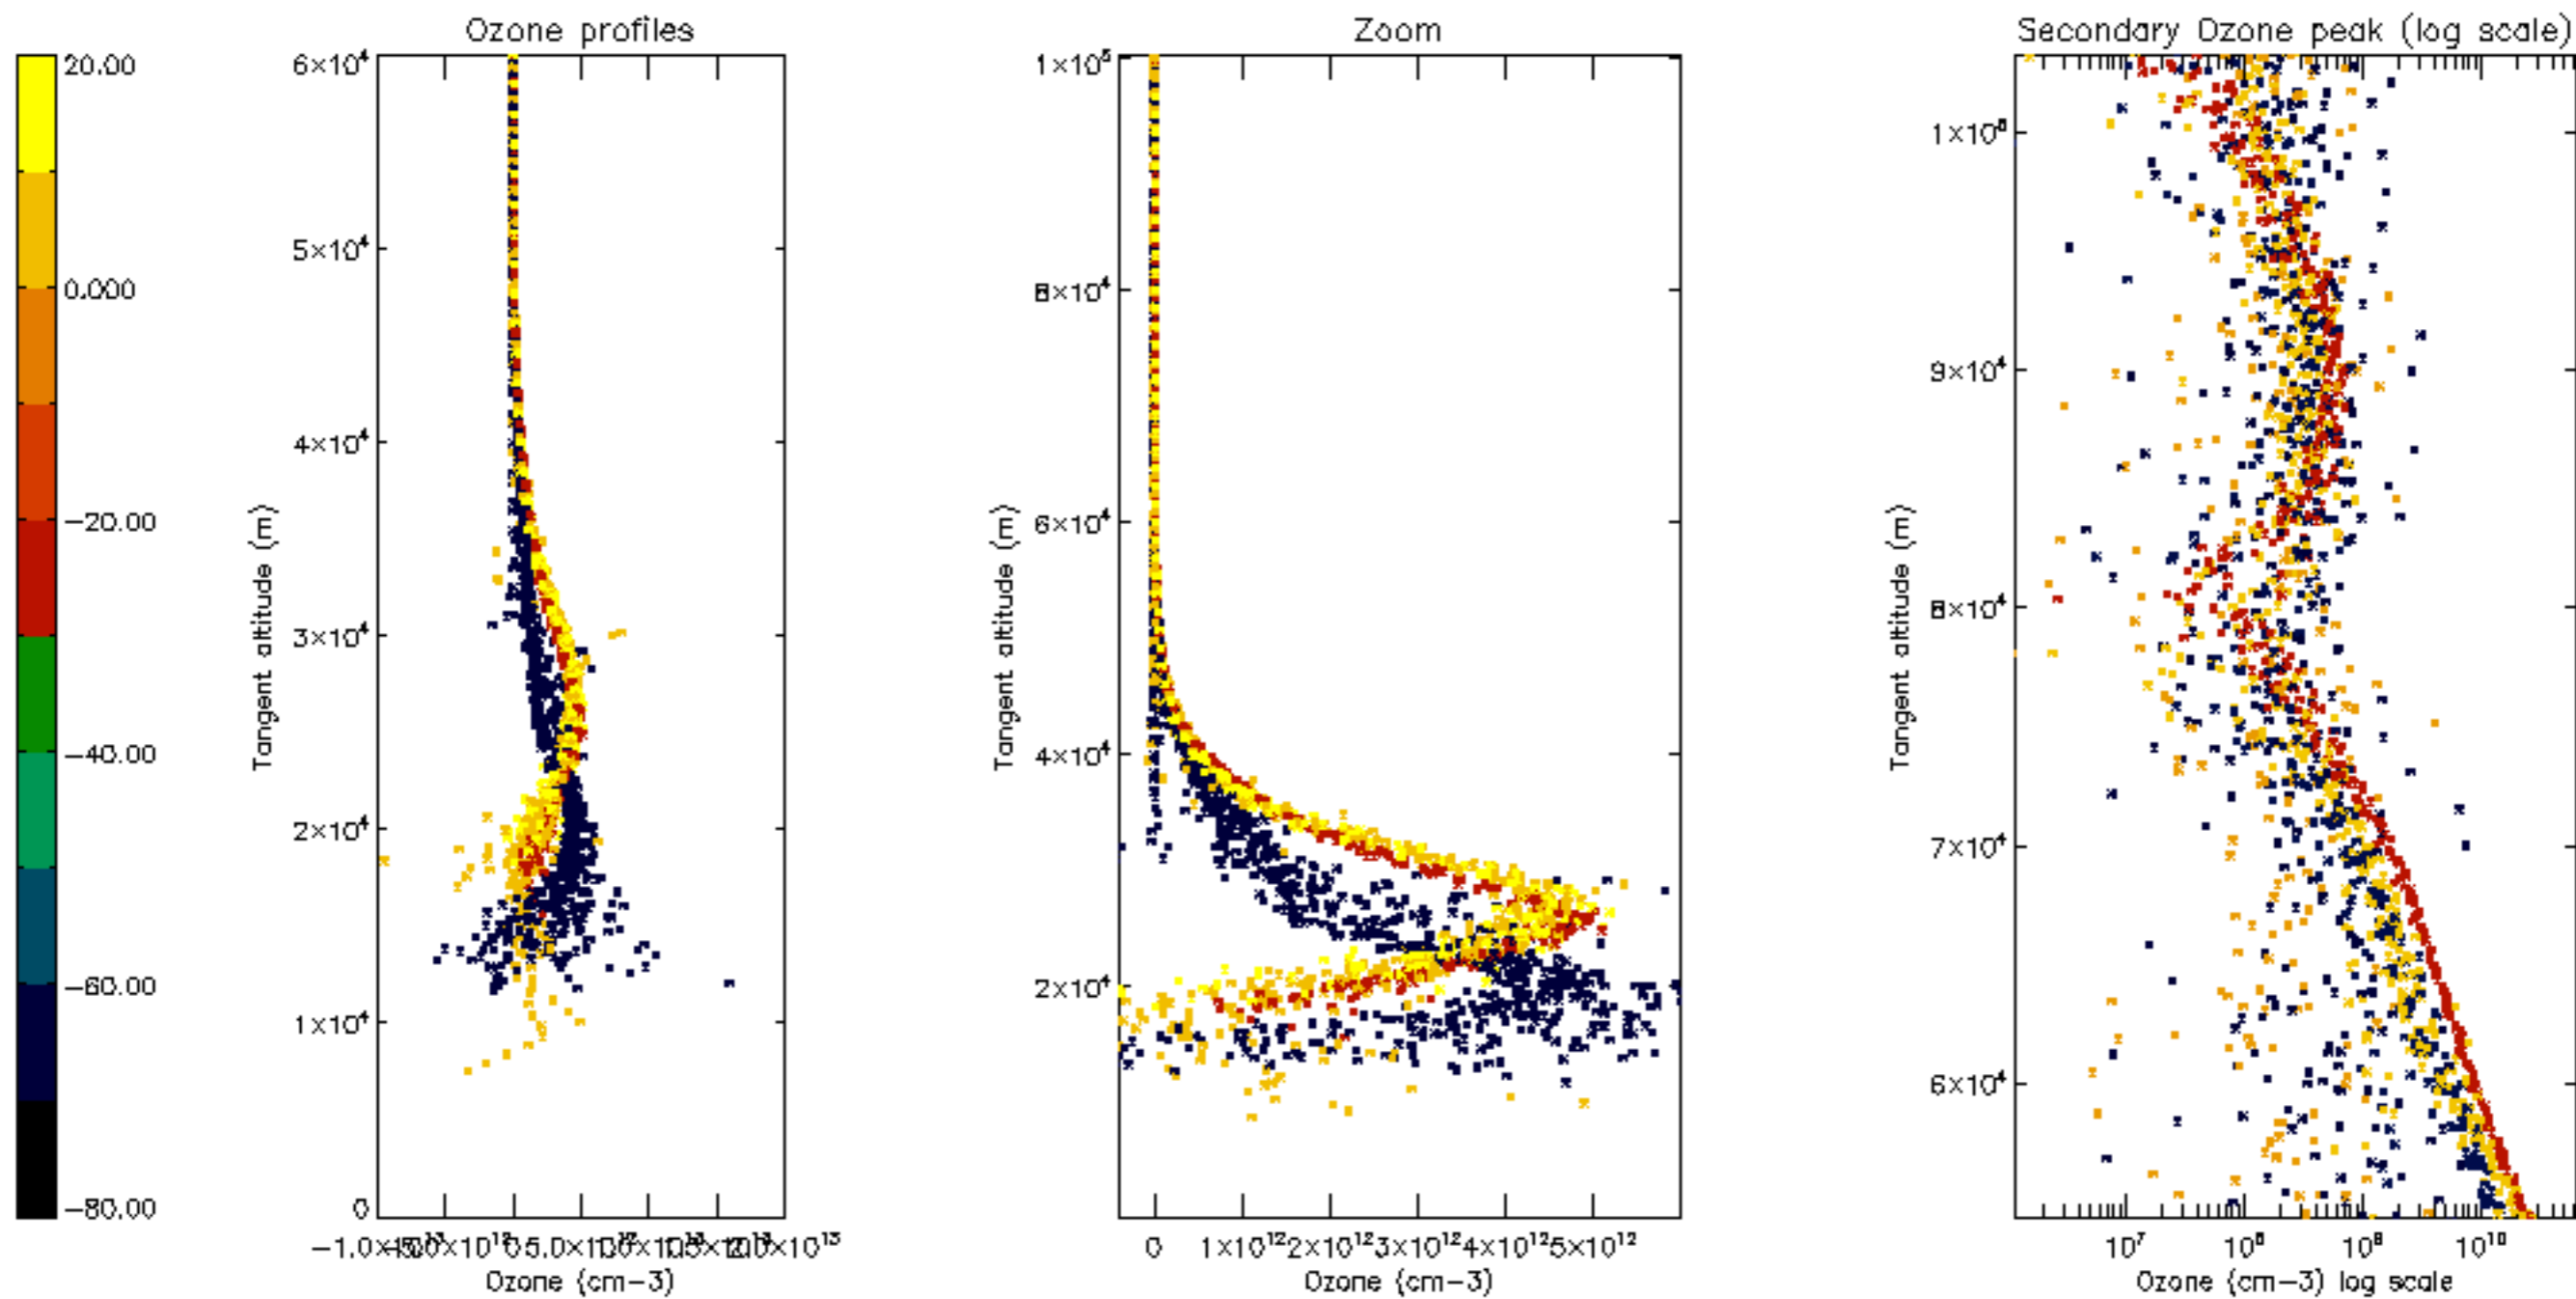 Ozone profiles
Zoom
Secondary Ozone peak (log scale)
20.00
0.000
−20.00
−40.00
−60.00
−80.00
6×10⁴
5×10⁴
4×10⁴
3×10⁴
2×10⁴
1×10⁴
0
Tangent altitude (m)
Ozone (cm−3)
1×10⁵
8×10⁴
6×10⁴
4×10⁴
2×10⁴
Tangent altitude (m)
0 1×10¹² 2×10¹² 3×10¹² 4×10¹² 5×10¹²
Ozone (cm−3)
9×10⁴
8×10⁴
7×10⁴
6×10⁴
Tangent altitude (m)
10⁷ 10⁸ 10⁹ 10¹⁰
Ozone (cm−3) log scale